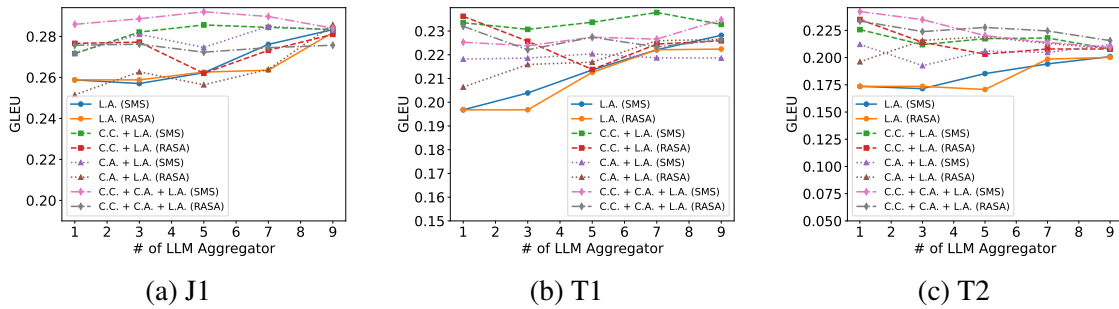 GLEU
0.28
0.26
0.24
0.22
0.20
L.A. (SMS)
L.A. (RASA)
C.C. + L.A. (SMS)
C.C. + L.A. (RASA)
C.A. + L.A. (SMS)
C.A. + L.A. (RASA)
C.C. + C.A. + L.A. (SMS)
C.C. + C.A. + L.A. (RASA)
1 2 3 4 5 6 7 8 9
# of LLM Aggregator
(a) J1
GLEU
0.23
0.22
0.21
0.20
0.19
0.18
0.17
0.16
0.15
L.A. (SMS)
L.A. (RASA)
C.C. + L.A. (SMS)
C.C. + L.A. (RASA)
C.A. + L.A. (SMS)
C.A. + L.A. (RASA)
C.C. + C.A. + L.A. (SMS)
C.C. + C.A. + L.A. (RASA)
1 2 3 4 5 6 7 8 9
# of LLM Aggregator
(b) T1
GLEU
0.225
0.200
0.175
0.150
0.125
0.100
0.075
0.050
L.A. (SMS)
L.A. (RASA)
C.C. + L.A. (SMS)
C.C. + L.A. (RASA)
C.A. + L.A. (SMS)
C.A. + L.A. (RASA)
C.C. + C.A. + L.A. (SMS)
C.C. + C.A. + L.A. (RASA)
1 2 3 4 5 6 7 8 9
# of LLM Aggregator
(c) T2